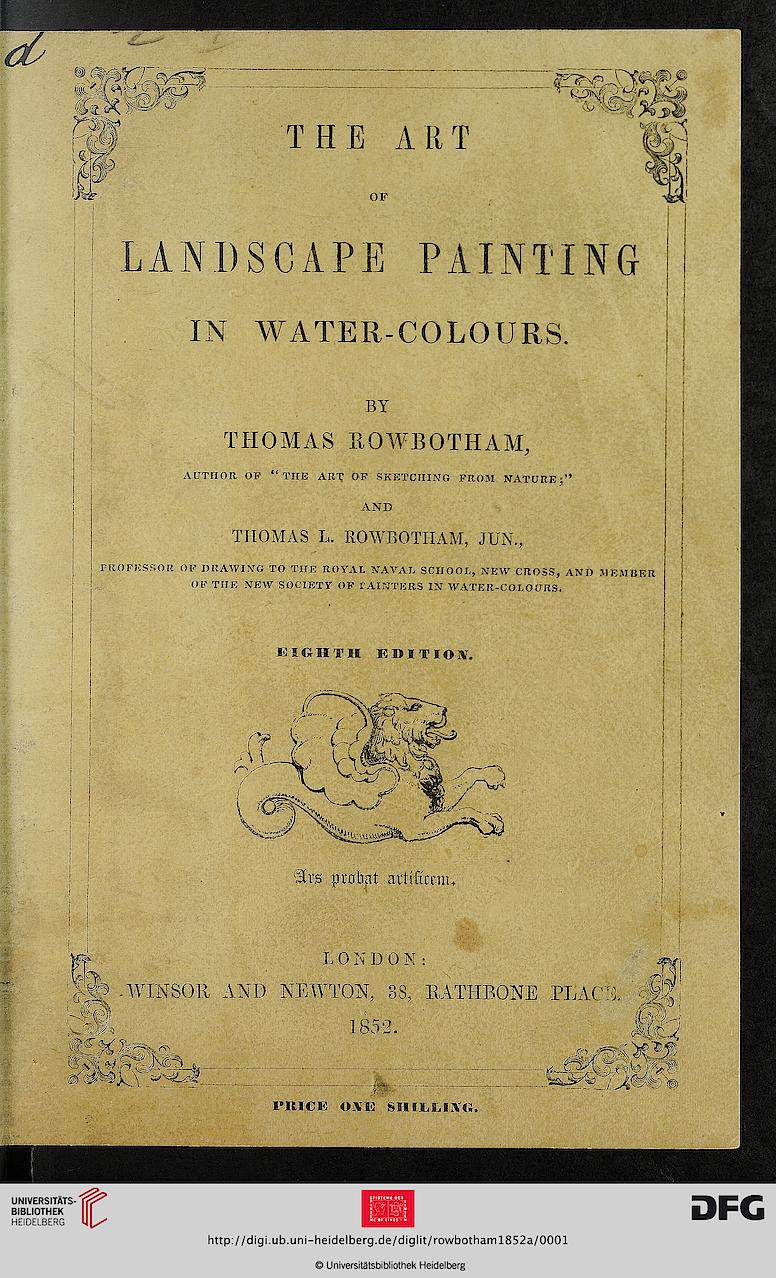 d
THE ART
OF
LANDSCAPE PAINTING
IN WATER-COLOURS.
BY
THOMAS ROWBOTHAM,
AUTHOR OF "THE ART OF SKETCHING FROM NATURE;"
AND
THOMAS L. ROWBOTHAM, JUN.,
PROFESSOR OF DRAWING TO THE ROYAL NAVAL SCHOOL, NEW CROSS, AND MEMBER
OF THE NEW SOCIETY OF PAINTERS IN WATER-COLOURS.
EIGHTH EDITION.
Ars probat artificem.
LONDON:
WINSOR AND NEWTON, 38, RATHBONE PLACE.
1852.
PRICE ONE SHILLING.
UNIVERSITÄTS-
BIBLIOTHEK
HEIDELBERG
DFG
http://digi.ub.uni-heidelberg.de/diglit/rowbotham1852a/0001
© Universitätsbibliothek Heidelberg